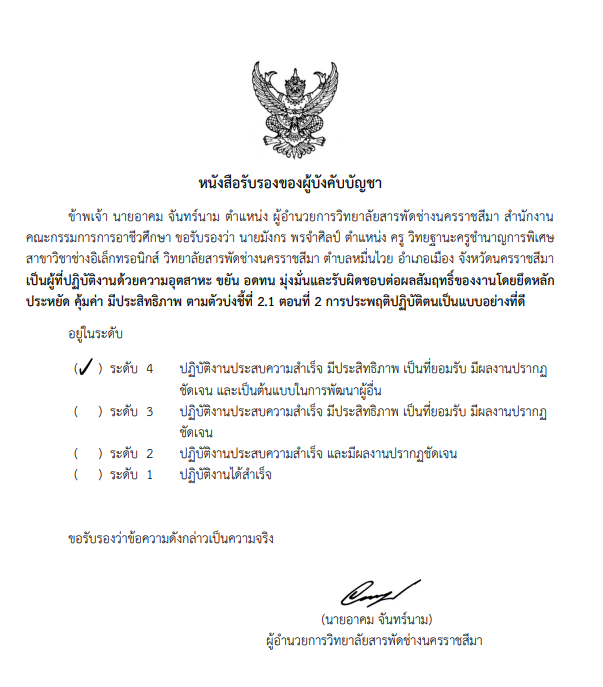 หนังสือรับรองของผู้บังคับบัญชา
ข้าพเจ้า นายอาคม จันทร์นาม ตำแหน่ง ผู้อำนวยการวิทยาลัยสารพัดช่างนครราชสีมา สำนักงาน
คณะกรรมการการอาชีวศึกษา ขอรับรองว่า นายมังกร พรจำศิลป์ ตำแหน่ง ครู วิทยฐานะครูชำนาญการพิเศษ
สาขาวิชาช่างอิเล็กทรอนิกส์ วิทยาลัยสารพัดช่างนครราชสีมา ตำบลหมื่นไวย อำเภอเมือง จังหวัดนครราชสีมา
เป็นผู้ที่ปฏิบัติงานด้วยความอุตสาหะ ขยัน อดทน มุ่งมั่นและรับผิดชอบต่อผลสัมฤทธิ์ของงานโดยยึดหลัก
ประหยัด คุ้มค่า มีประสิทธิภาพ ตามตัวบ่งชี้ที่ 2.1 ตอนที่ 2 การประพฤติปฏิบัติตนเป็นแบบอย่างที่ดี
อยู่ในระดับ
(✓) ระดับ 4 ปฏิบัติงานประสบความสำเร็จ มีประสิทธิภาพ เป็นที่ยอมรับ มีผลงานปรากฏ
ชัดเจน และเป็นต้นแบบในการพัฒนาผู้อื่น
( ) ระดับ 3 ปฏิบัติงานประสบความสำเร็จ มีประสิทธิภาพ เป็นที่ยอมรับ มีผลงานปรากฏ
ชัดเจน
( ) ระดับ 2 ปฏิบัติงานประสบความสำเร็จ และมีผลงานปรากฏชัดเจน
( ) ระดับ 1 ปฏิบัติงานได้สำเร็จ
ขอรับรองว่าข้อความดังกล่าวเป็นความจริง
(นายอาคม จันทร์นาม)
ผู้อำนวยการวิทยาลัยสารพัดช่างนครราชสีมา